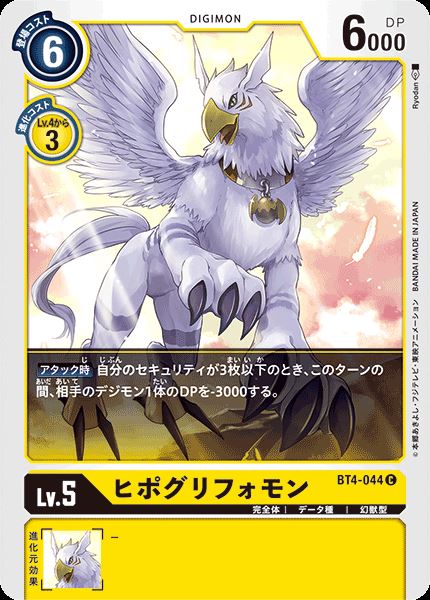 登場コスト
6
DIGIMON
6000
DP
進化コスト
Lv.4から
3
Ryodan
© 本郷あきよし・フジテレビ・東映アニメーション BANDAI MADE IN JAPAN
アタック時 自分のセキュリティが3枚以下のとき、このターンの
間、相手のデジモン1体のDPを-3000する。
Lv.5
ヒポグリフォモン
BT4-044 C
完全体 | データ種 | 幻獣型
進化元効果
ー